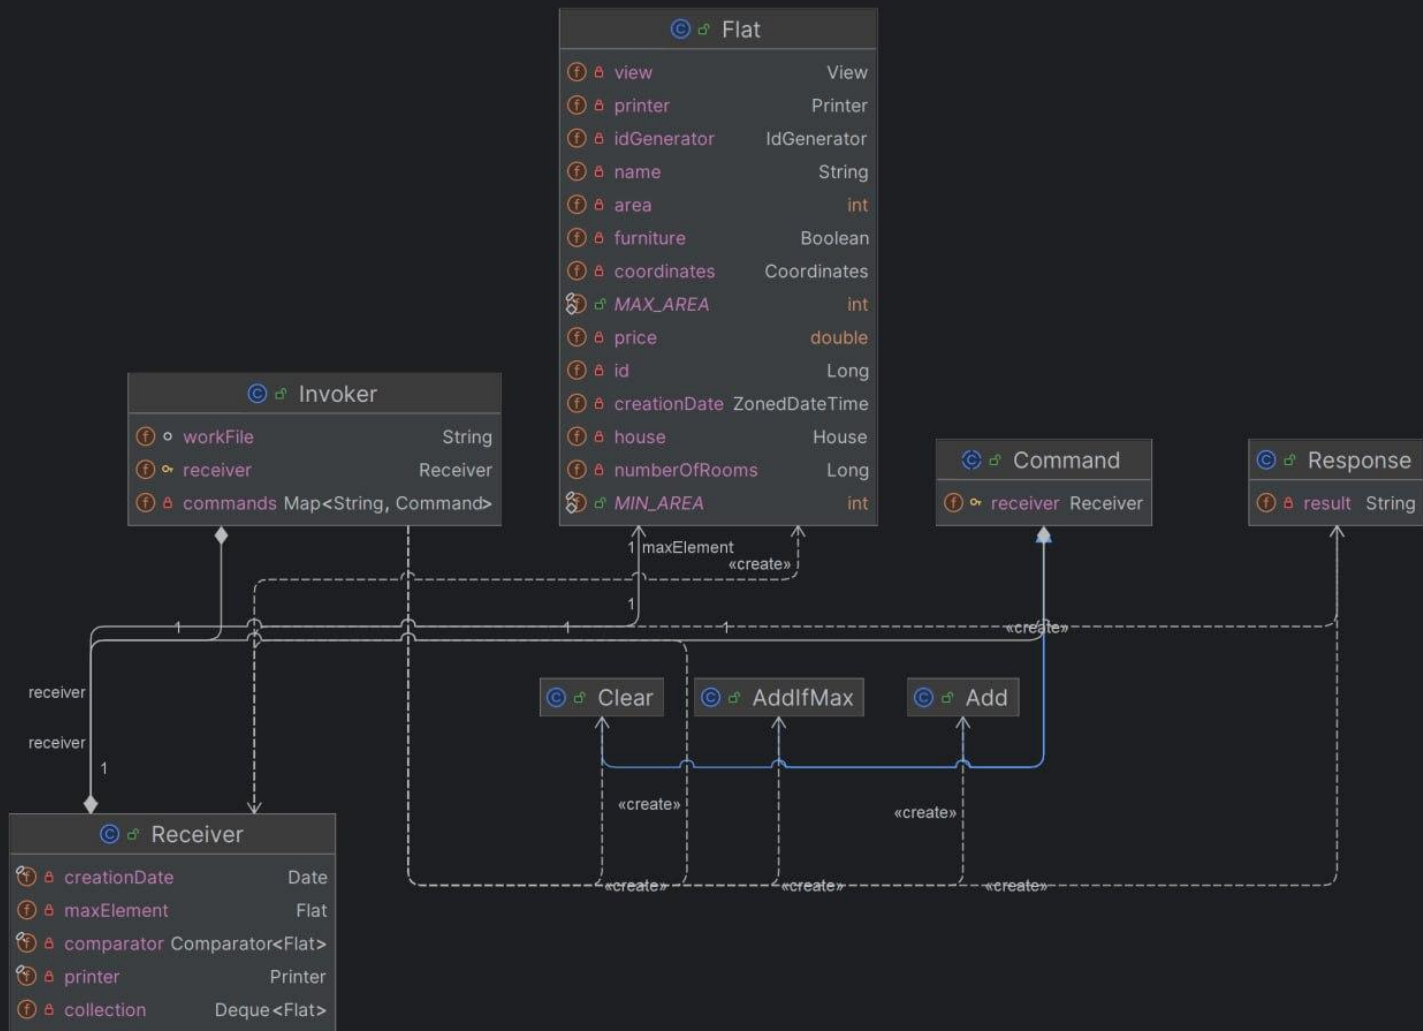 Flat
view View
printer Printer
idGenerator IdGenerator
name String
area int
furniture Boolean
coordinates Coordinates
MAX_AREA int
price double
id Long
creationDate ZonedDateTime
house House
numberOfRooms Long
MIN_AREA int
Invoker
workFile String
receiver Receiver
commands Map<String, Command>
Command
receiver Receiver
Response
result String
1 maxElement
«create»
1
1
1
1
«create»
receiver
receiver
1
Clear
AddIfMax
Add
«create»
«create»
«create»
«create»
«create»
Receiver
creationDate Date
maxElement Flat
comparator Comparator<Flat>
printer Printer
collection Deque<Flat>